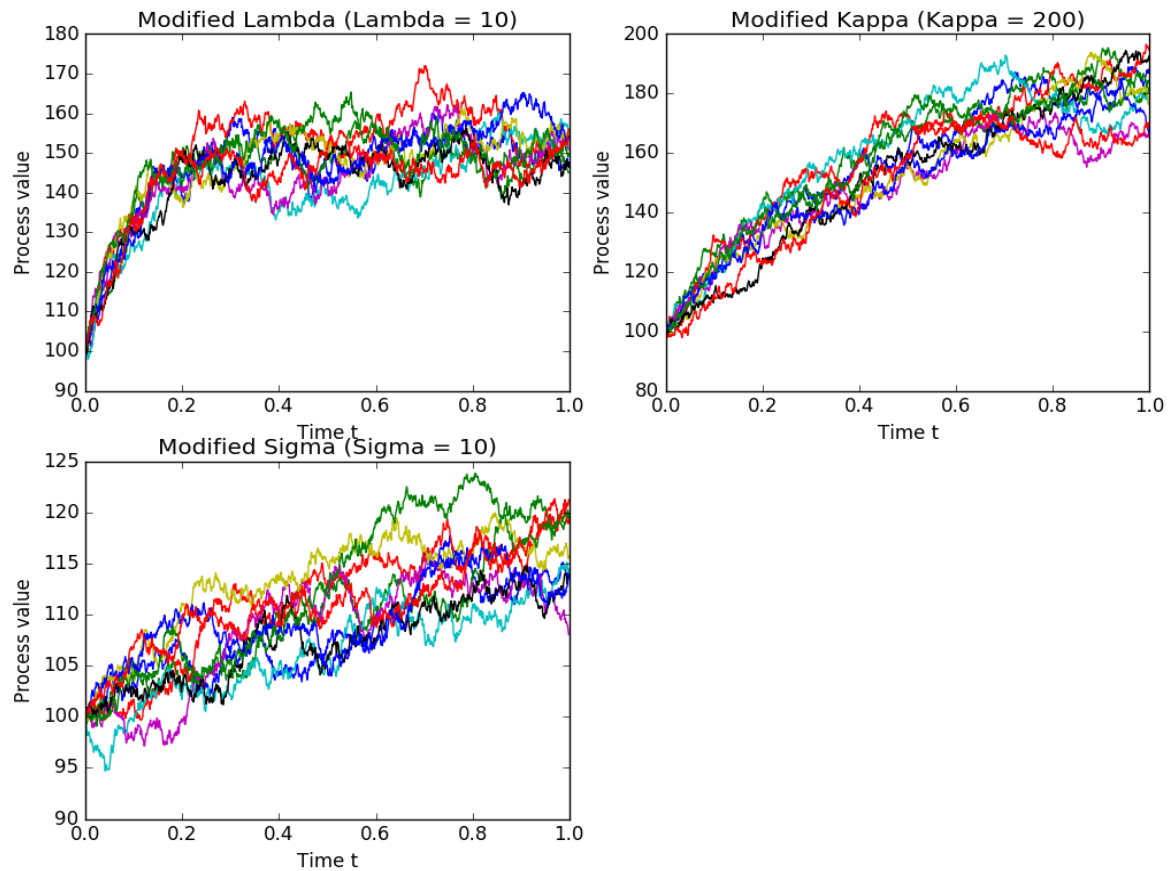 Modified Lambda (Lambda = 10)
180
170
160
150
140
130
120
110
100
90
Process value
0.0 0.2 0.4 0.6 0.8 1.0
Time t
Modified Kappa (Kappa = 200)
200
180
160
140
120
100
80
Process value
0.0 0.2 0.4 0.6 0.8 1.0
Time t
Modified Sigma (Sigma = 10)
125
120
115
110
105
100
95
90
Process value
0.0 0.2 0.4 0.6 0.8 1.0
Time t